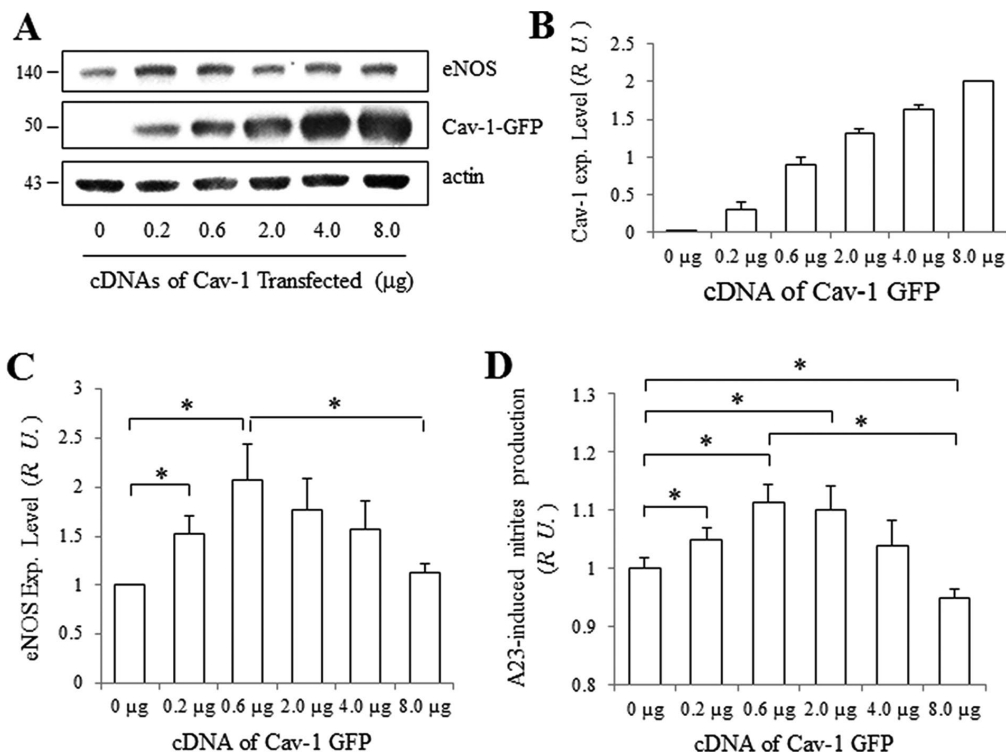 A
140
eNOS
50
Cav-1-GFP
43
actin
0 0.2 0.6 2.0 4.0 8.0
cDNAs of Cav-1 Transfected (μg)
B
Cav-1 exp. Level (R U.)
2.5
2
1.5
1
0.5
0
0 μg 0.2 μg 0.6 μg 2.0 μg 4.0 μg 8.0 μg
cDNA of Cav-1 GFP
C
eNOS Exp. Level (R U.)
3
2.5
2
1.5
1
0.5
0
* * *
0 μg 0.2 μg 0.6 μg 2.0 μg 4.0 μg 8.0 μg
cDNA of Cav-1 GFP
D
A23-induced nitrites production
(R U.)
1.3
1.2
1.1
1
0.9
0.8
* * * * *
0 μg 0.2 μg 0.6 μg 2.0 μg 4.0 μg 8.0 μg
cDNA of Cav-1 GFP